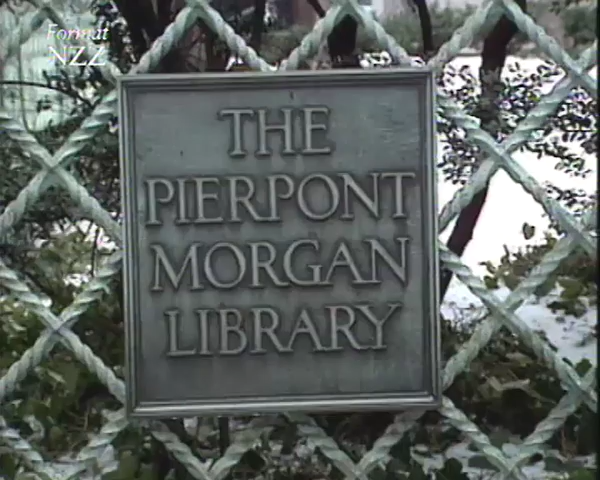 Format
NZZ
THE
PIERPONT
MORGAN
LIBRARY